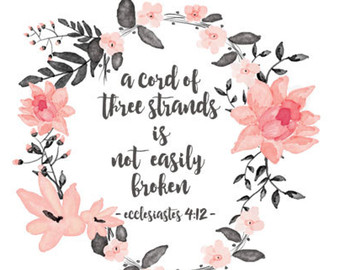 a cord of
three strands
is
not easily
broken
- ecclesiastes 4:12 -